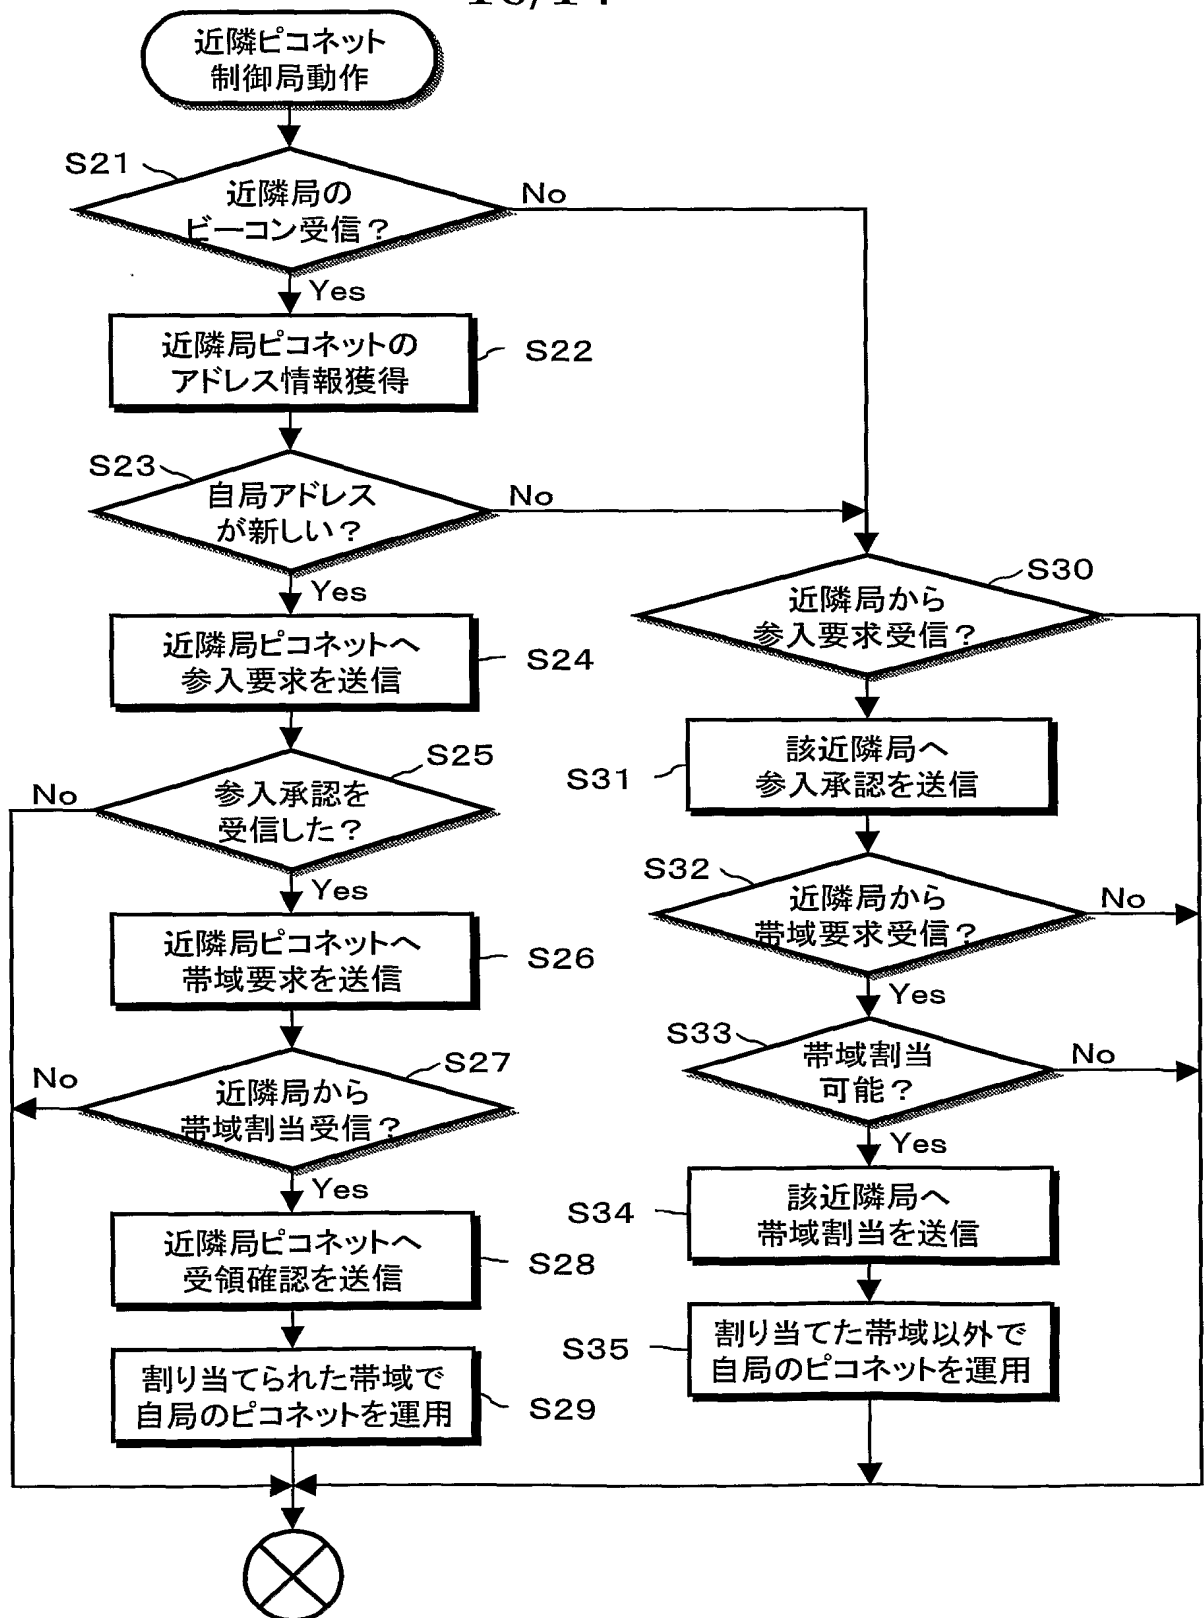 近隣ピコネット
制御局動作
S21
近隣局の
ビーコン受信?
No
Yes
近隣局ピコネットの
アドレス情報獲得
S22
S23
自局アドレス
が新しい?
No
Yes
近隣局ピコネットへ
参入要求を送信
S24
S25
参入承認を
受信した?
No
Yes
近隣局ピコネットへ
帯域要求を送信
S26
S27
近隣局から
帯域割当受信?
No
Yes
近隣局ピコネットへ
受領確認を送信
S28
割り当てられた帯域で
自局のピコネットを運用
S29
S30
近隣局から
参入要求受信?
該近隣局へ
参入承認を送信
S31
S32
近隣局から
帯域要求受信?
No
Yes
S33
帯域割当
可能?
No
Yes
該近隣局へ
帯域割当を送信
S34
割り当てた帯域以外で
自局のピコネットを運用
S35